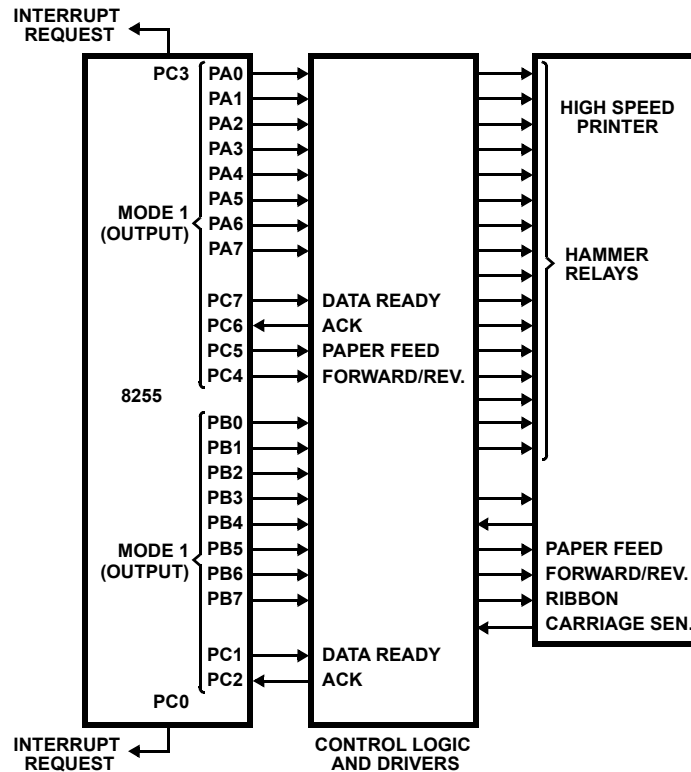 INTERRUPT
REQUEST
PC3
PA0
PA1
PA2
PA3
PA4
PA5
PA6
PA7
MODE 1
(OUTPUT)
PC7
PC6
PC5
PC4
8255
PB0
PB1
PB2
PB3
PB4
PB5
PB6
PB7
MODE 1
(OUTPUT)
PC1
PC2
PC0
INTERRUPT
REQUEST
DATA READY
ACK
PAPER FEED
FORWARD/REV.
DATA READY
ACK
CONTROL LOGIC
AND DRIVERS
HIGH SPEED
PRINTER
HAMMER
RELAYS
PAPER FEED
FORWARD/REV.
RIBBON
CARRIAGE SEN.